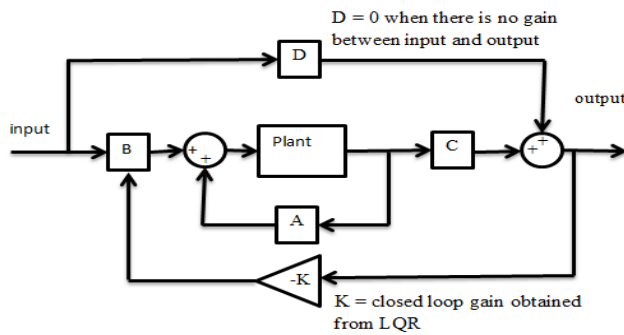 D = 0 when there is no gain
between input and output
D
output
input
B
+
+
Plant
C
+
+
A
-K
K = closed loop gain obtained
from LQR